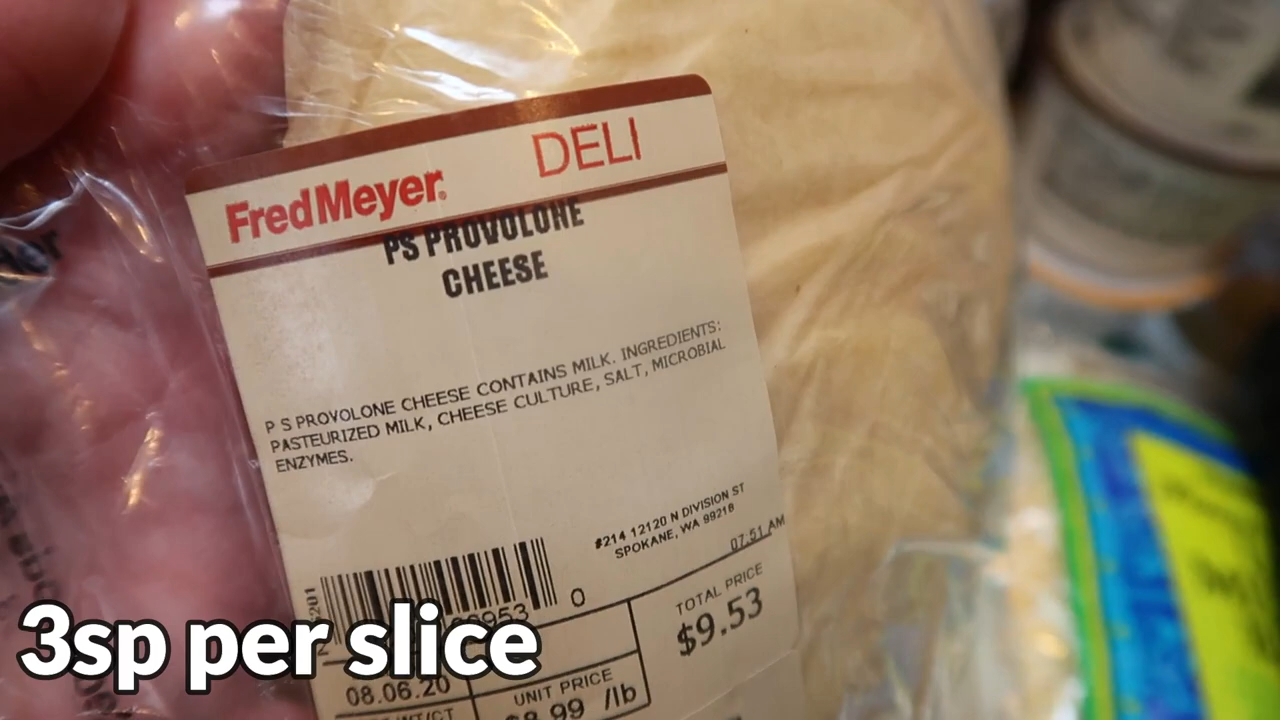 FredMeyer. DELI
PS PROVOLONE
CHEESE
P S PROVOLONE CHEESE CONTAINS MILK. INGREDIENTS:
PASTEURIZED MILK, CHEESE CULTURE, SALT, MICROBIAL
ENZYMES.
#214 12120 N DIVISION ST
SPOKANE, WA 99218
07:51 AM
0
TOTAL PRICE
$9.53
08.06.20
UNIT PRICE
$8.99 /lb
3sp per slice